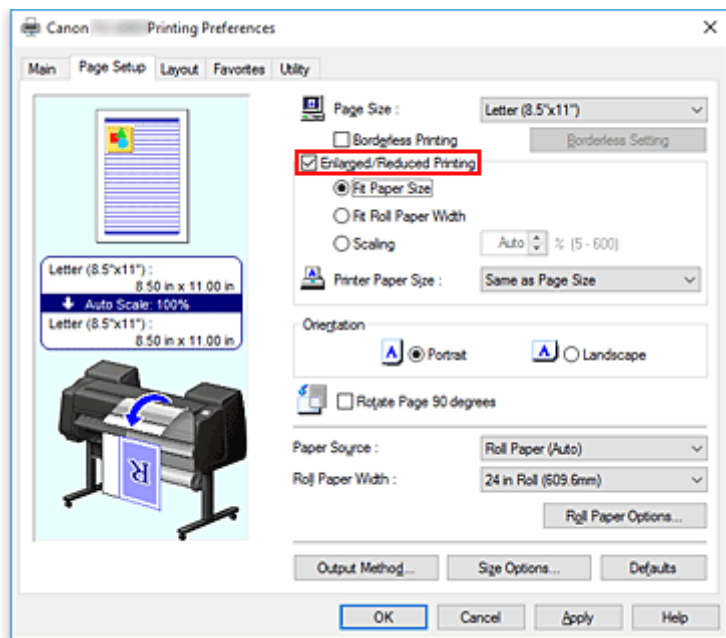 Canon Printing Preferences
Main Page Setup Layout Favorites Utility
Page Size : Letter (8.5"x11")
Borderless Printing Borderless Setting
Enlarged/Reduced Printing
Fit Paper Size
Fit Roll Paper Width
Scaling Auto % (5 - 600)
Printer Paper Size : Same as Page Size
Letter (8.5"x11") :
8.50 in x 11.00 in
Auto Scale: 100%
Letter (8.5"x11") :
8.50 in x 11.00 in
Orientation
A Portrait A Landscape
Rotate Page 90 degrees
Paper Source : Roll Paper (Auto)
Roll Paper Width : 24 in Roll (609.6mm)
R
Roll Paper Options...
Output Method... Size Options... Defaults
OK Cancel Apply Help